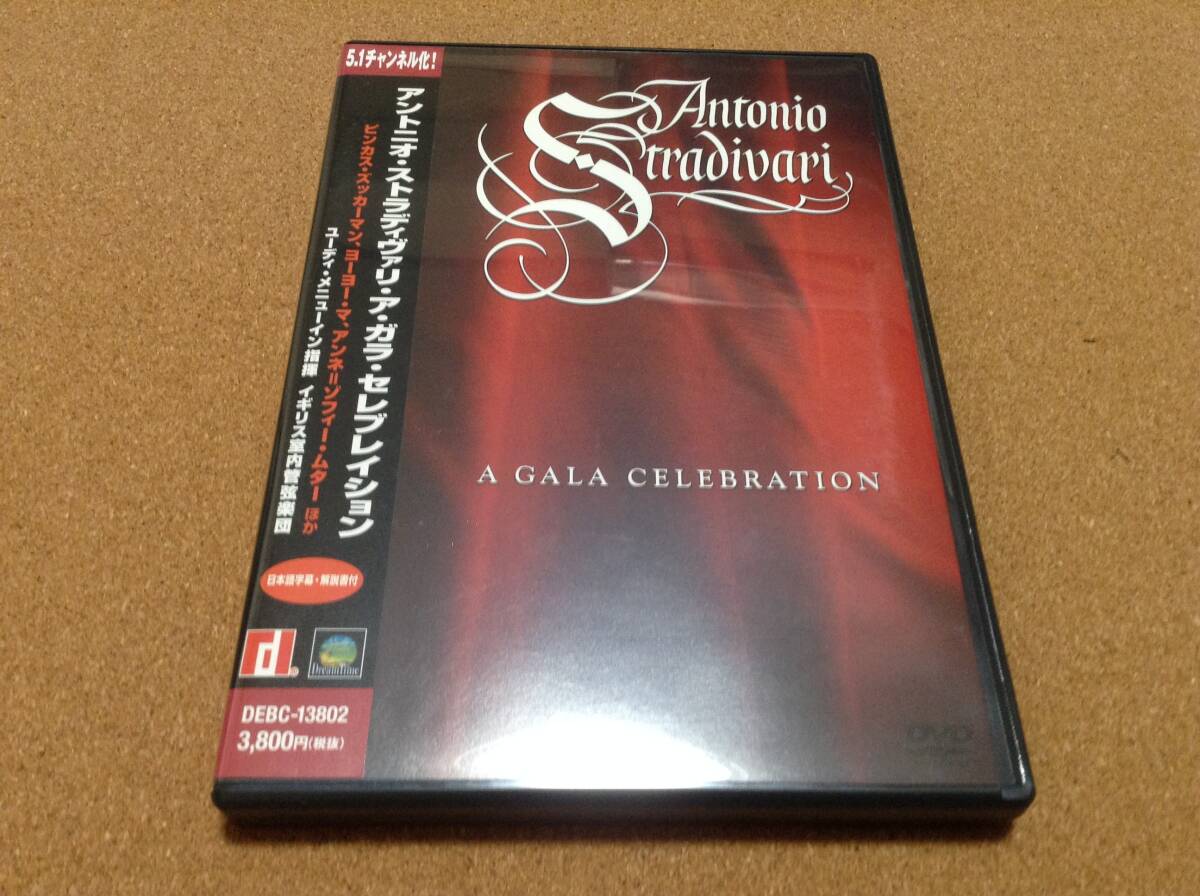 5.1チャンネル化!
アントニオ・ストラディヴァリ・ア・ガラ・セレブレイション
ピンカス・ズッカーマン、ヨーヨー・マ、アンネ=ゾフィー・ムター ほか
ユーディ・メニューイン指揮 イギリス室内管弦楽団
日本語字幕・解説書付
d
DreamTime
DEBC-13802
3,800円(税抜)
Antonio
Stradivari
A GALA CELEBRATION
DVD